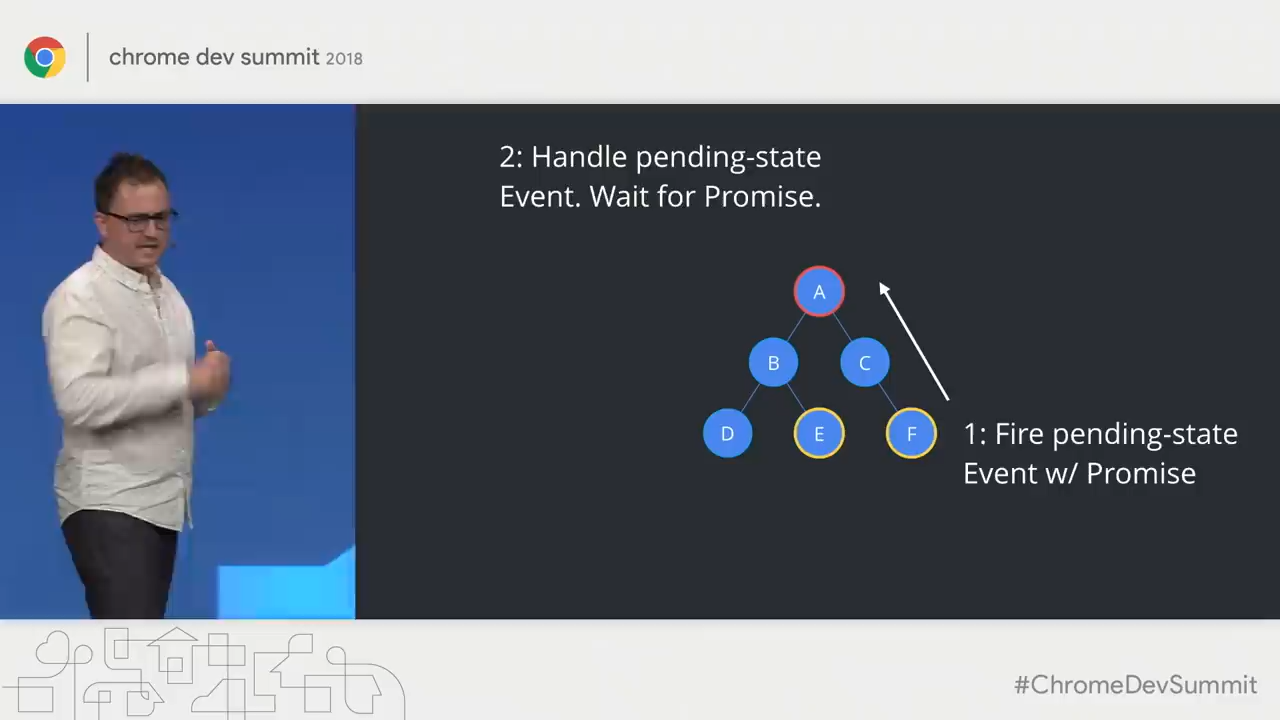 chrome dev summit 2018
2: Handle pending-state
Event. Wait for Promise.
A
B
C
D
E
F
1: Fire pending-state
Event w/ Promise
#ChromeDevSummit